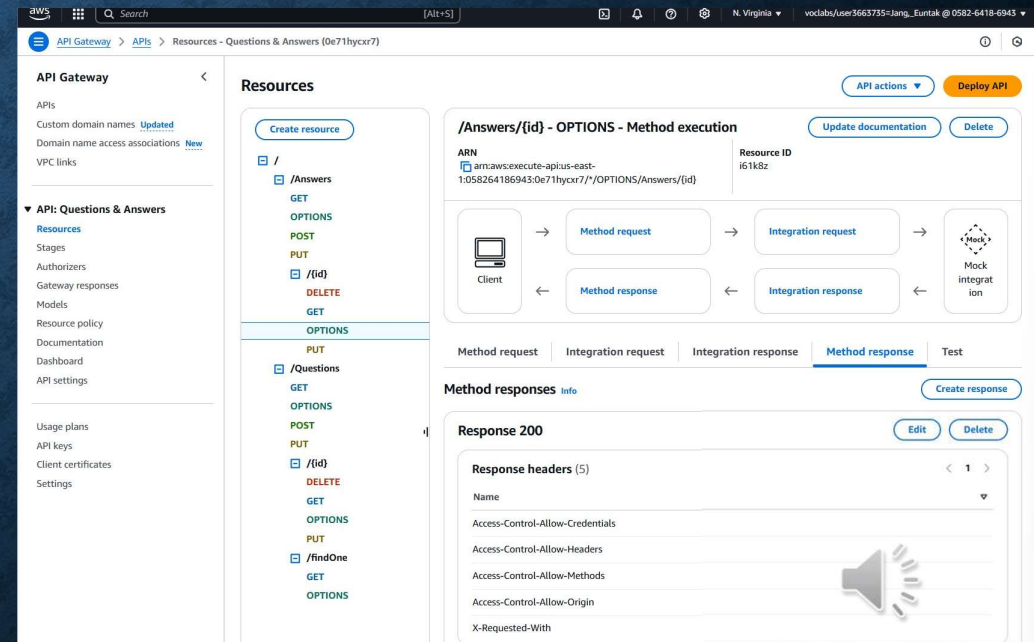 aws
Search
[Alt+S]
N. Virginia
voclabs/user3663735=Jang,_Euntak @ 0582-6418-6943
API Gateway > APIs > Resources - Questions & Answers (0e71hycxr7)
API Gateway
APIs
Custom domain names Updated
Domain name access associations New
VPC links
API: Questions & Answers
Resources
Stages
Authorizers
Gateway responses
Models
Resource policy
Documentation
Dashboard
API settings
Usage plans
API keys
Client certificates
Settings
Resources
API actions
Deploy API
Create resource
/
/Answers
GET
OPTIONS
POST
PUT
/{id}
DELETE
GET
OPTIONS
PUT
/Questions
GET
OPTIONS
POST
PUT
/{id}
DELETE
GET
OPTIONS
PUT
/findOne
GET
OPTIONS
/Answers/{id} - OPTIONS - Method execution
Update documentation
Delete
ARN
arn:aws:execute-api:us-east-
1:058264186943:0e71hycxr7/*/OPTIONS/Answers/{id}
Resource ID
i61k8z
Client
Method request
Integration request
Method response
Integration response
Mock
Mock
integrat
ion
Method request
Integration request
Integration response
Method response
Test
Method responses Info
Create response
Response 200
Edit
Delete
Response headers (5)
1
Name
Access-Control-Allow-Credentials
Access-Control-Allow-Headers
Access-Control-Allow-Methods
Access-Control-Allow-Origin
X-Requested-With